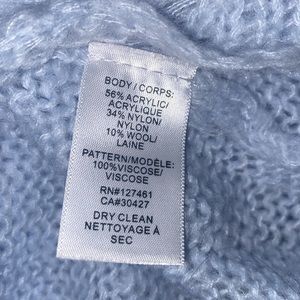 BODY / CORPS:
56% ACRYLIC/
ACRYLIQUE
34% NYLON/
NYLON
10% WOOL/
LAINE
PATTERN/MODÈLE:
100%VISCOSE/
VISCOSE
RN#127461
CA#30427
DRY CLEAN
NETTOYAGE À
SEC